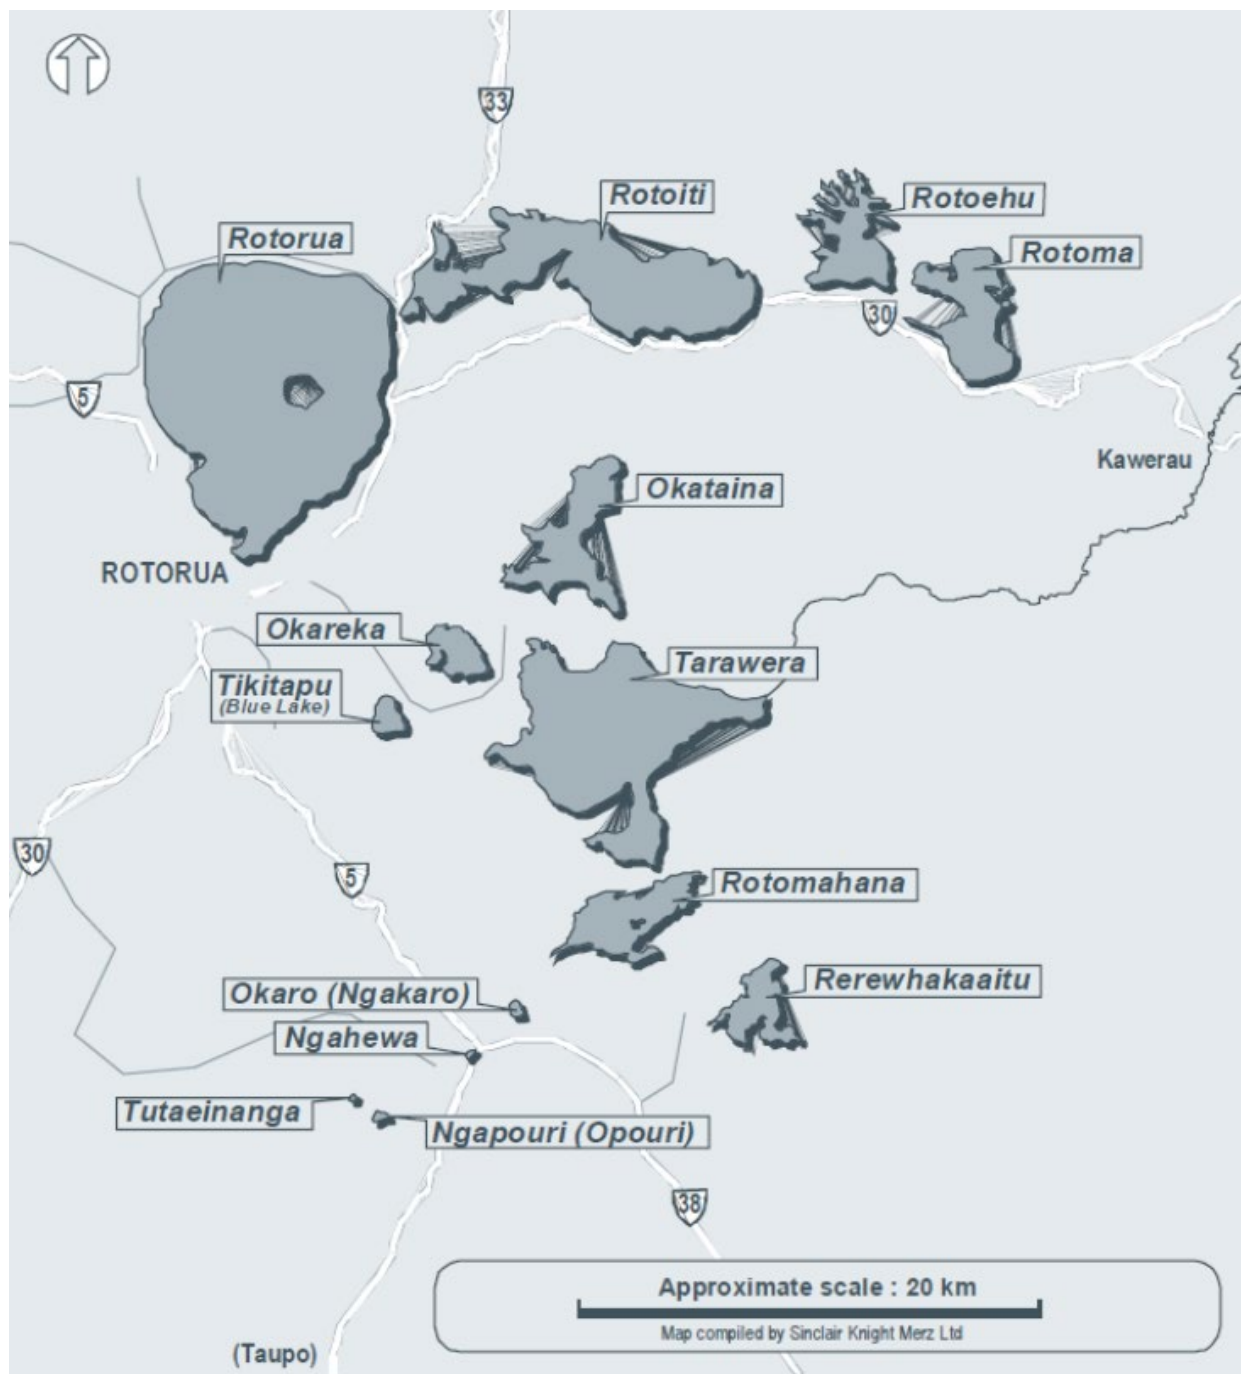 33
Rotoiti
Rotoehu
Rotorua
Rotoma
30
5
Kawerau
Okataina
ROTORUA
Okareka
Tarawera
Tikitapu
(Blue Lake)
30
5
Rotomahana
Rerewhakaaitu
Okaro (Ngakaro)
Ngahewa
Tutaeinanga
Ngapouri (Opouri)
38
Approximate scale : 20 km
Map compiled by Sinclair Knight Merz Ltd
(Taupo)